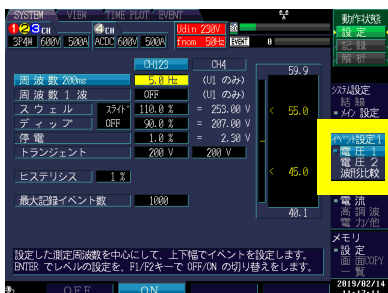 SYSTEM VIEW TIME PLOT EVENT
動作状態
123CH 4CH Udin 230V
設定
3P4W 600V 500A ACDC 600V 500A fnom 50Hz EVENT 0
記録
解析
CH123 CH4
59.9
周波数 200ms 5.0 Hz (U1 のみ)
周波数 1 波 OFF (U1 のみ)
システム設定
結線
スウェル スライド 110.0 % = 253.00 V
< 55.0
メイン設定
ディップ OFF 90.0 % = 207.00 V
停電 1.0 % = 2.30 V
イベント設定1
トランジェント 200 V 200 V
電圧1
電圧2
波形比較
ヒステリシス 1 %
< 45.0
最大記録イベント数 1000
電流
高調波
電力/他
40.1
メモリ
設定
設定した測定周波数を中心にして、上下幅でイベントを設定します。
画面COPY
ENTER でレベルの設定を、F1/F2キーで OFF/ON の切り替えをします。
一覧
2019/02/14
OFF ON